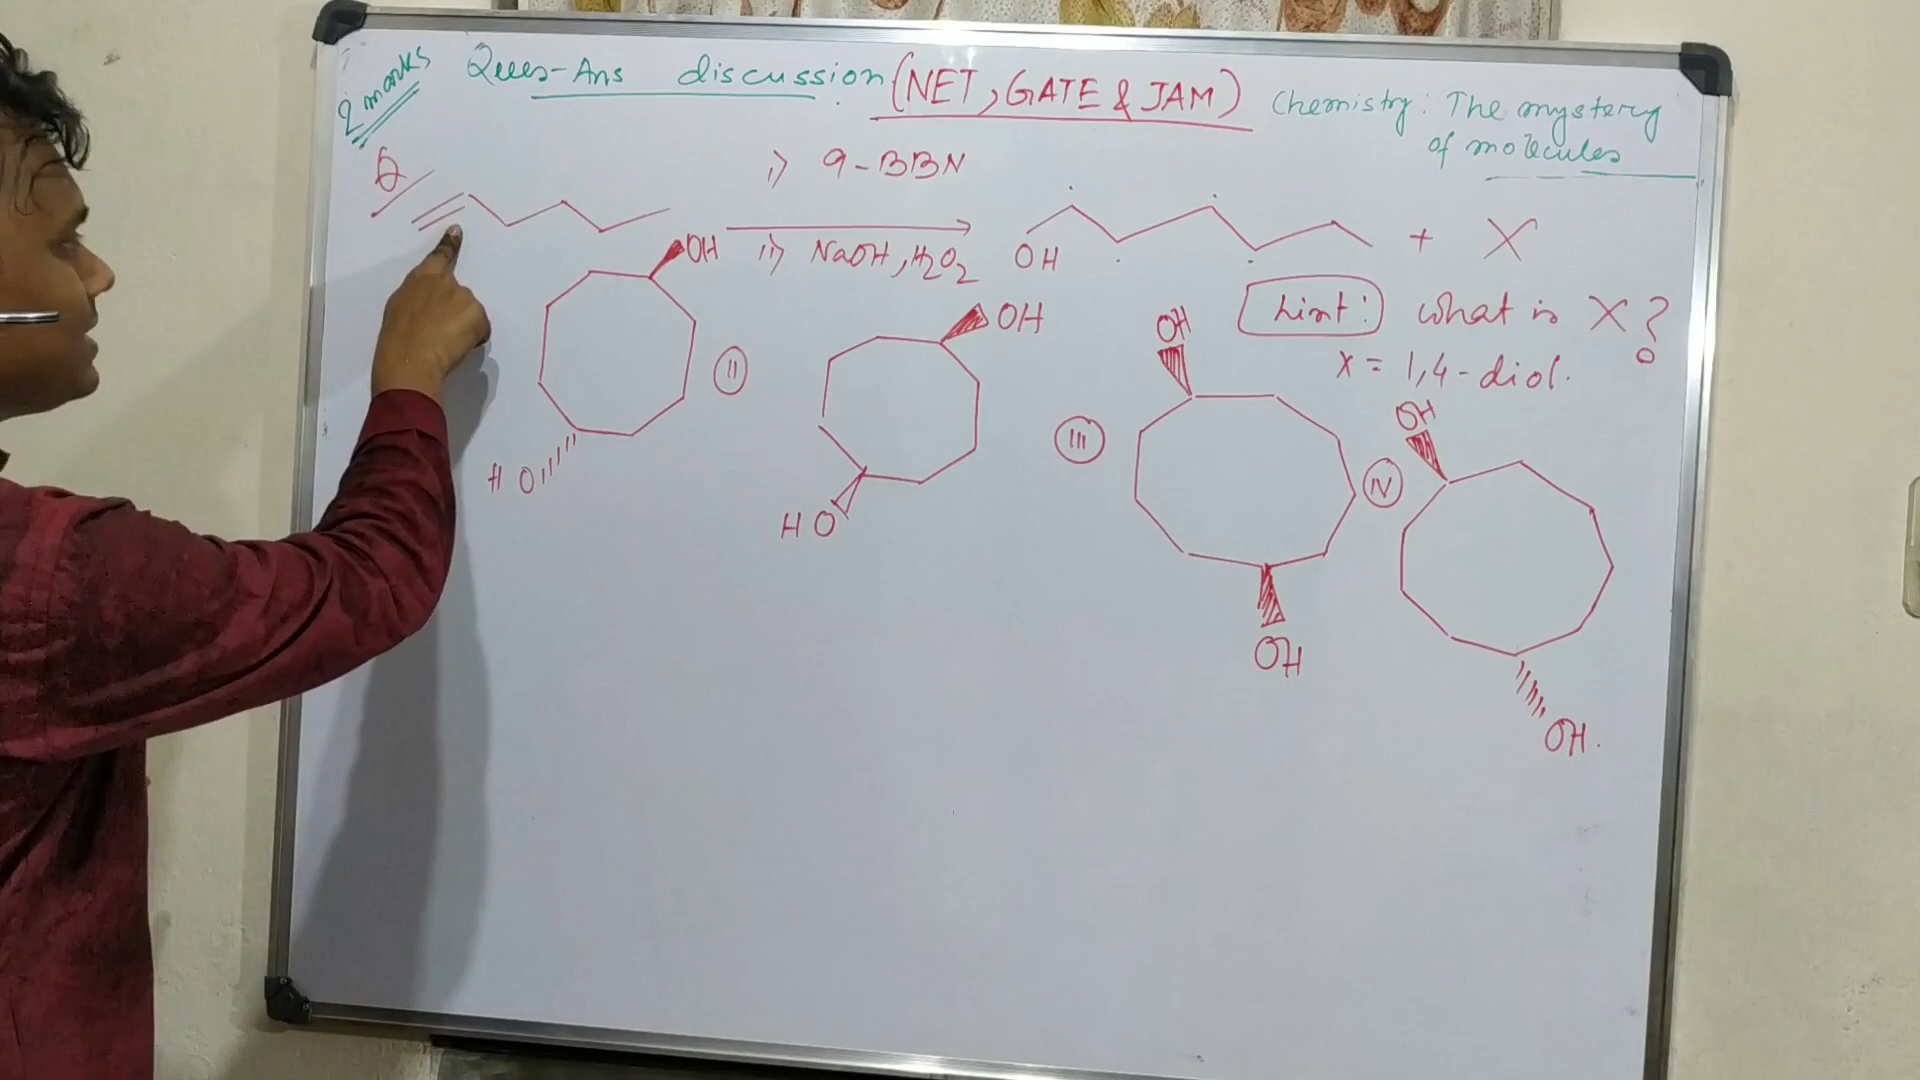 2 marks
Ques-Ans discussion (NET, GATE & JAM)
Chemistry: The mystery
of molecules
Q
i) 9-BBN
ii) NaOH, H2O2
OH
+ X
OH
HO
II
OH
HO
hint: what is X?
X = 1,4-diol.
III
OH
OH
IV
OH
OH.